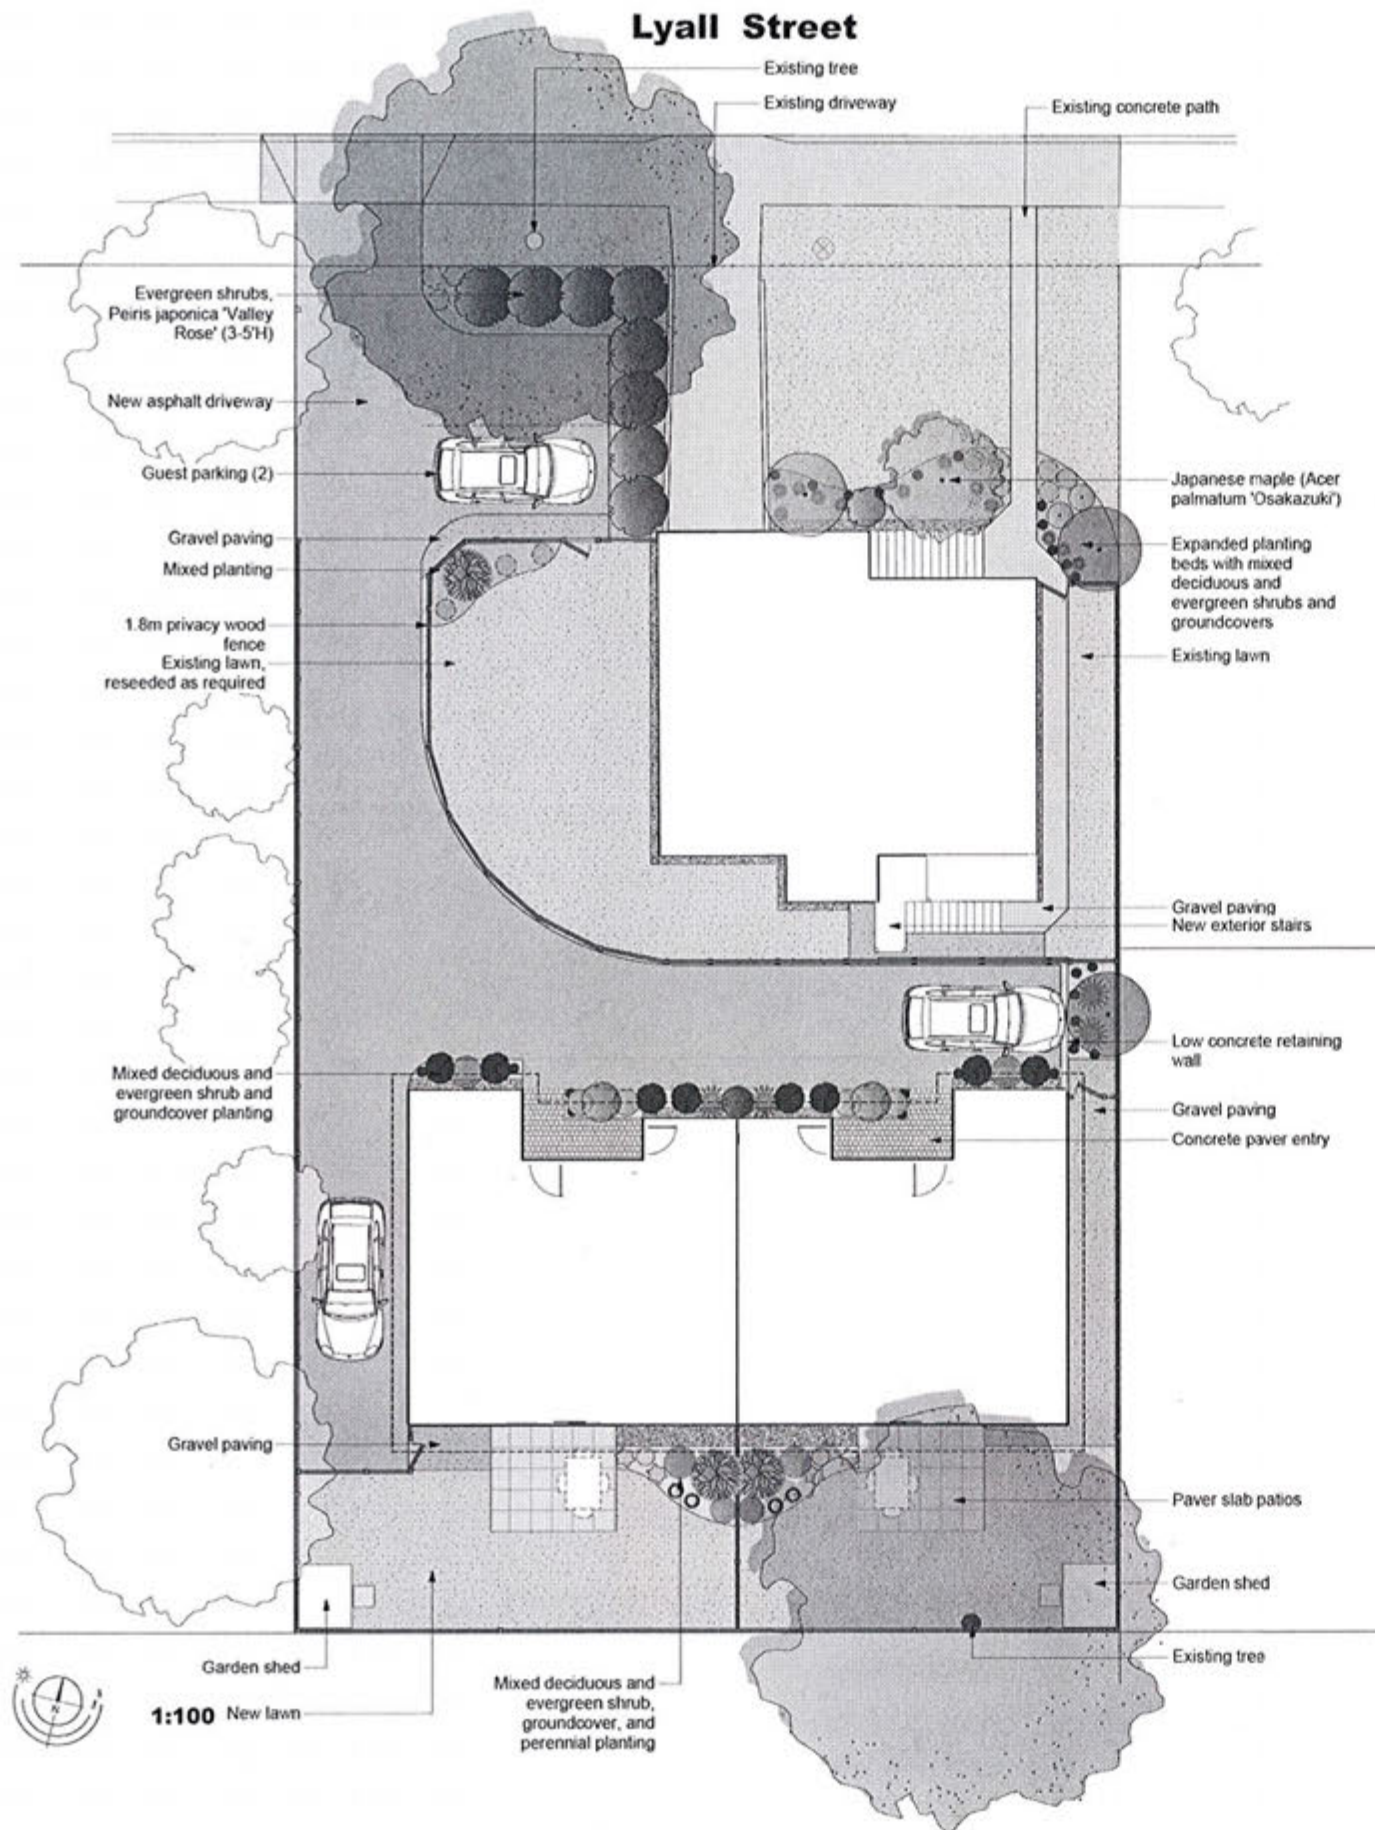 Lyall Street
Existing tree
Existing driveway
Existing concrete path
Evergreen shrubs,
Peiris japonica 'Valley
Rose' (3-5'H)
New asphalt driveway
Guest parking (2)
Gravel paving
Mixed planting
1.8m privacy wood
fence
Existing lawn,
reseeded as required
Japanese maple (Acer
palmatum 'Osakazuki')
Expanded planting
beds with mixed
deciduous and
evergreen shrubs and
groundcovers
Existing lawn
Gravel paving
New exterior stairs
Mixed deciduous and
evergreen shrub and
groundcover planting
Low concrete retaining
wall
Gravel paving
Concrete paver entry
Gravel paving
Paver slab patios
Garden shed
Existing tree
Garden shed
1:100 New lawn
Mixed deciduous and
evergreen shrub,
groundcover, and
perennial planting
N